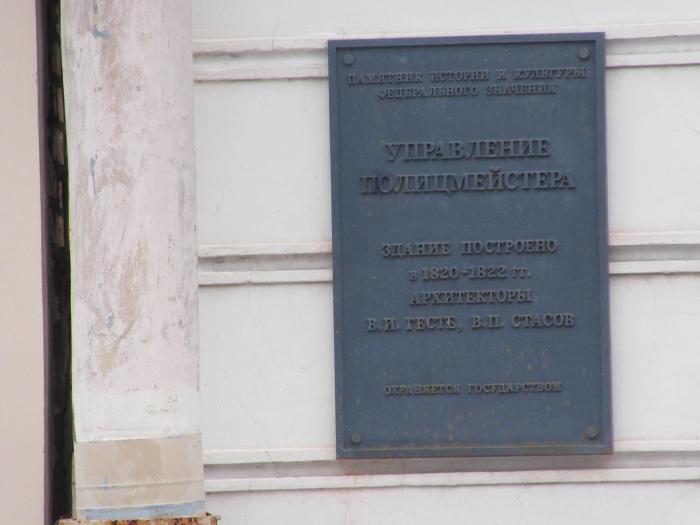 ПАМЯТНИК ИСТОРИИ И КУЛЬТУРЫ
ФЕДЕРАЛЬНОГО ЗНАЧЕНИЯ
УПРАВЛЕНИЕ
ПОЛИЦМЕЙСТЕРА
ЗДАНИЕ ПОСТРОЕНО
в 1820-1822 гг.
АРХИТЕКТОРЫ
В.И. ГЕСТЕ, В.П. СТАСОВ
ОХРАНЯЕТСЯ ГОСУДАРСТВОМ